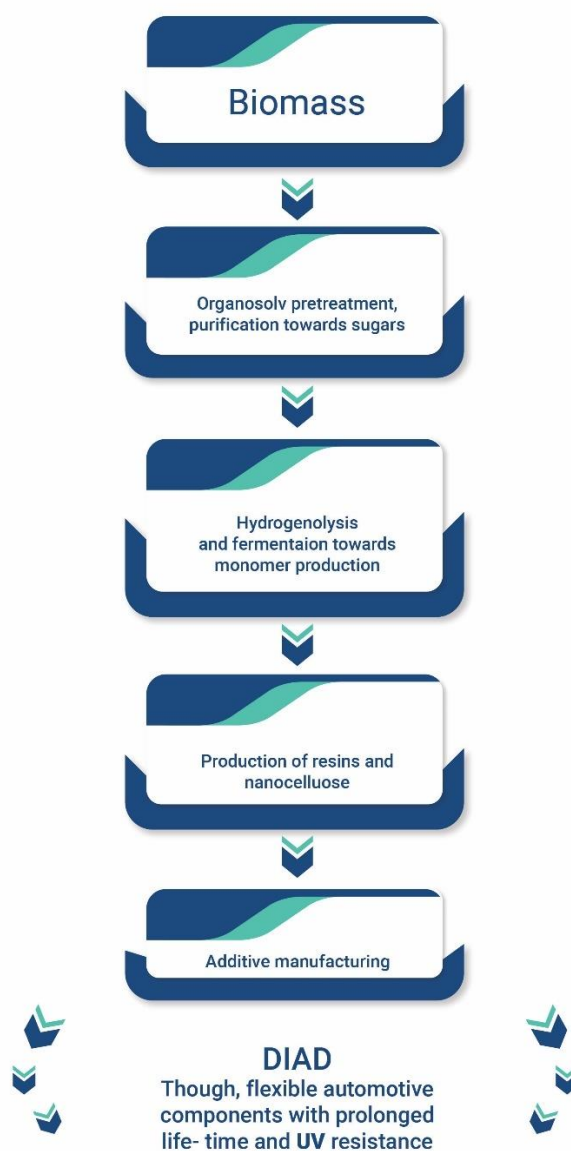 Biomass
Organosolv pretreatment,
purification towards sugars
Hydrogenolysis
and fermentaion towards
monomer production
Production of resins and
nanocelluose
Additive manufacturing
DIAD
Though, flexible automotive
components with prolonged
life- time and UV resistance